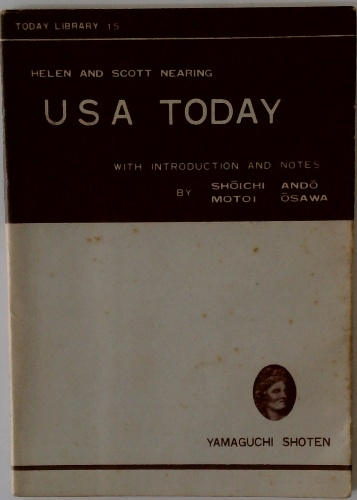 TODAY LIBRARY 15
HELEN AND SCOTT NEARING
USA TODAY
WITH INTRODUCTION AND NOTES
BY SHŌICHI ANDŌ
MOTOI ŌSAWA
YAMAGUCHI SHOTEN